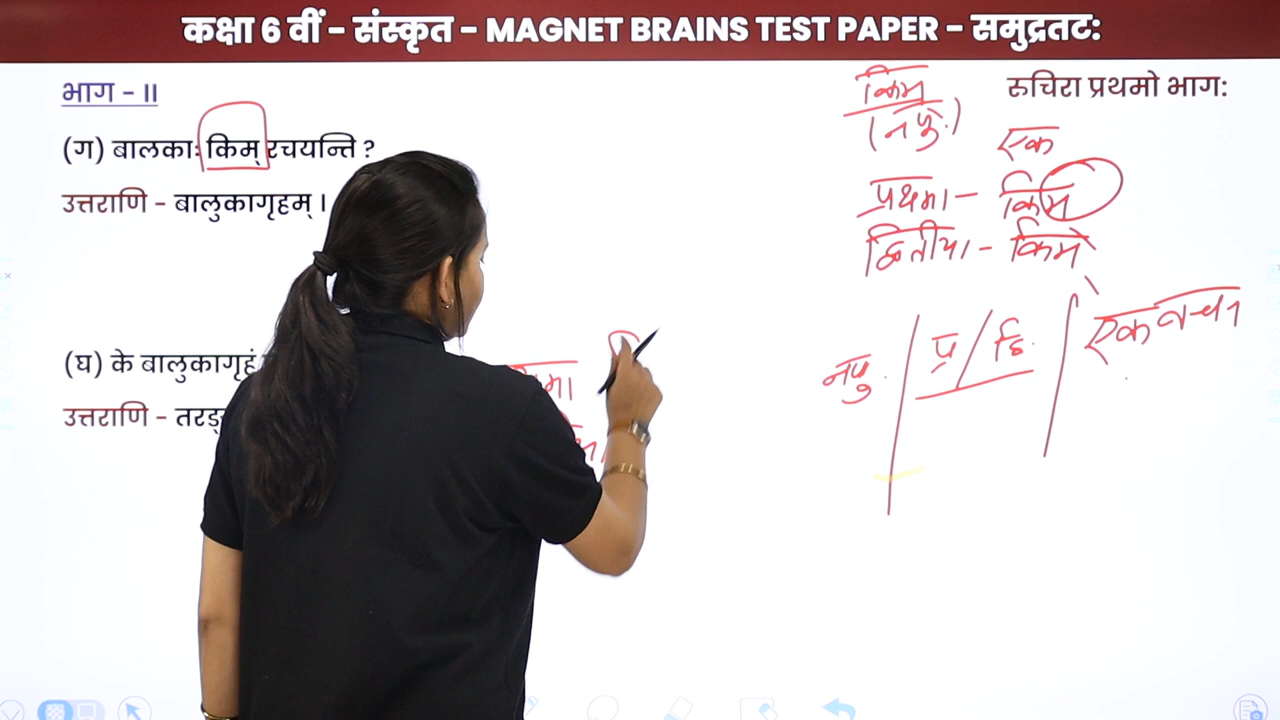 कक्षा 6 वीं - संस्कृत - MAGNET BRAINS TEST PAPER - समुद्रतट:
भाग - II
रुचिरा प्रथमो भाग:
(ग) बालकाः किम् रचयन्ति ?
उत्तराणि - बालुकागृहम् ।
(घ) के बालुकागृहं
उत्तराणि -
किम
(नपुं.)
एक
प्रथमा - किम
द्वितीया - किम्
नपु. प्र / द्वि. एकवचन